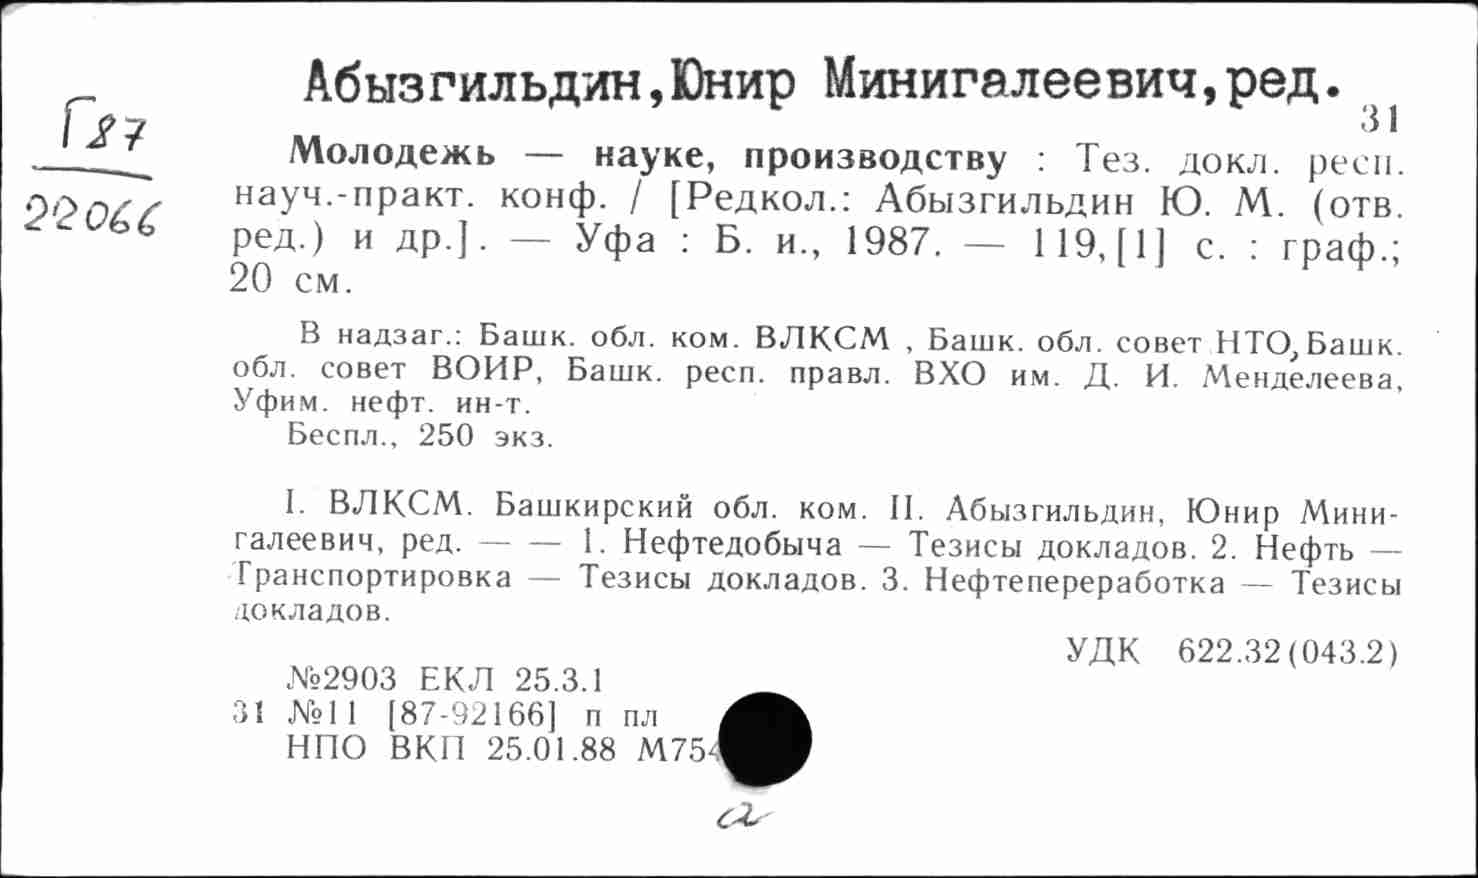 Абызгильдин,Юнир Минигалеевич,ред.
31
Г87
22066
Молодежь — науке, производству : Тез. докл. респ.
науч.-практ. конф. / [Редкол.: Абызгильдин Ю. М. (отв.
ред.) и др.]. — Уфа : Б. и., 1987. — 119,[1] с. : граф.;
20 см.
В надзаг.: Башк. обл. ком. ВЛКСМ , Башк. обл. совет НТО, Башк.
обл. совет ВОИР, Башк. респ. правл. ВХО им. Д. И. Менделеева,
Уфим. нефт. ин-т.
Беспл., 250 экз.
I. ВЛКСМ. Башкирский обл. ком. II. Абызгильдин, Юнир Мини-
галеевич, ред. — — 1. Нефтедобыча — Тезисы докладов. 2. Нефть —
Транспортировка — Тезисы докладов. 3. Нефтепереработка — Тезисы
докладов.
УДК 622.32(043.2)
№2903 ЕКЛ 25.3.1
31 №11 [87-92166] п пл
НПО ВКП 25.01.88
а